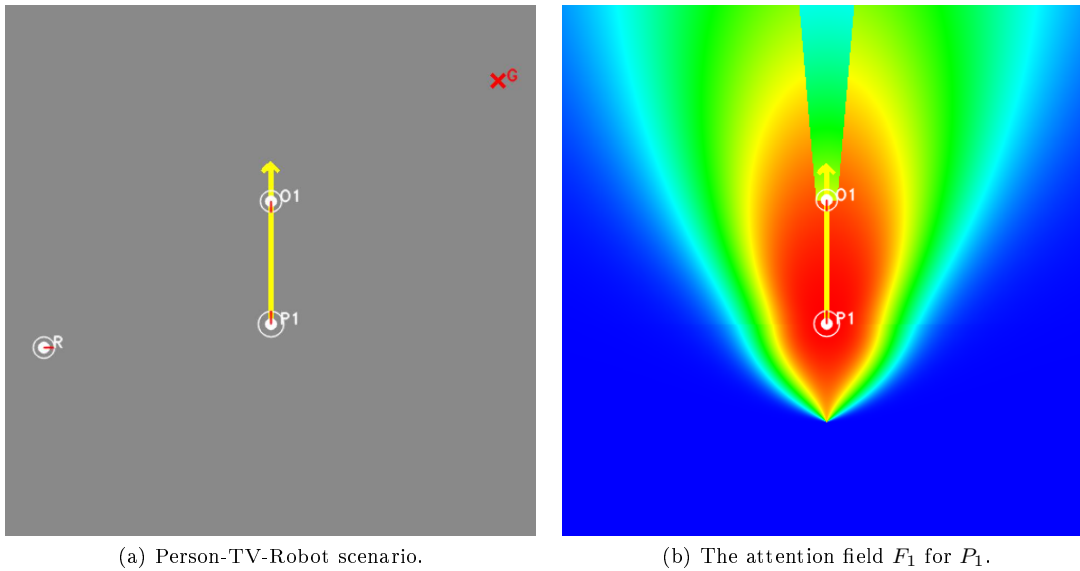 G
O1
P1
R
O1
P1
(a) Person-TV-Robot scenario.
(b) The attention field F₁ for P₁.